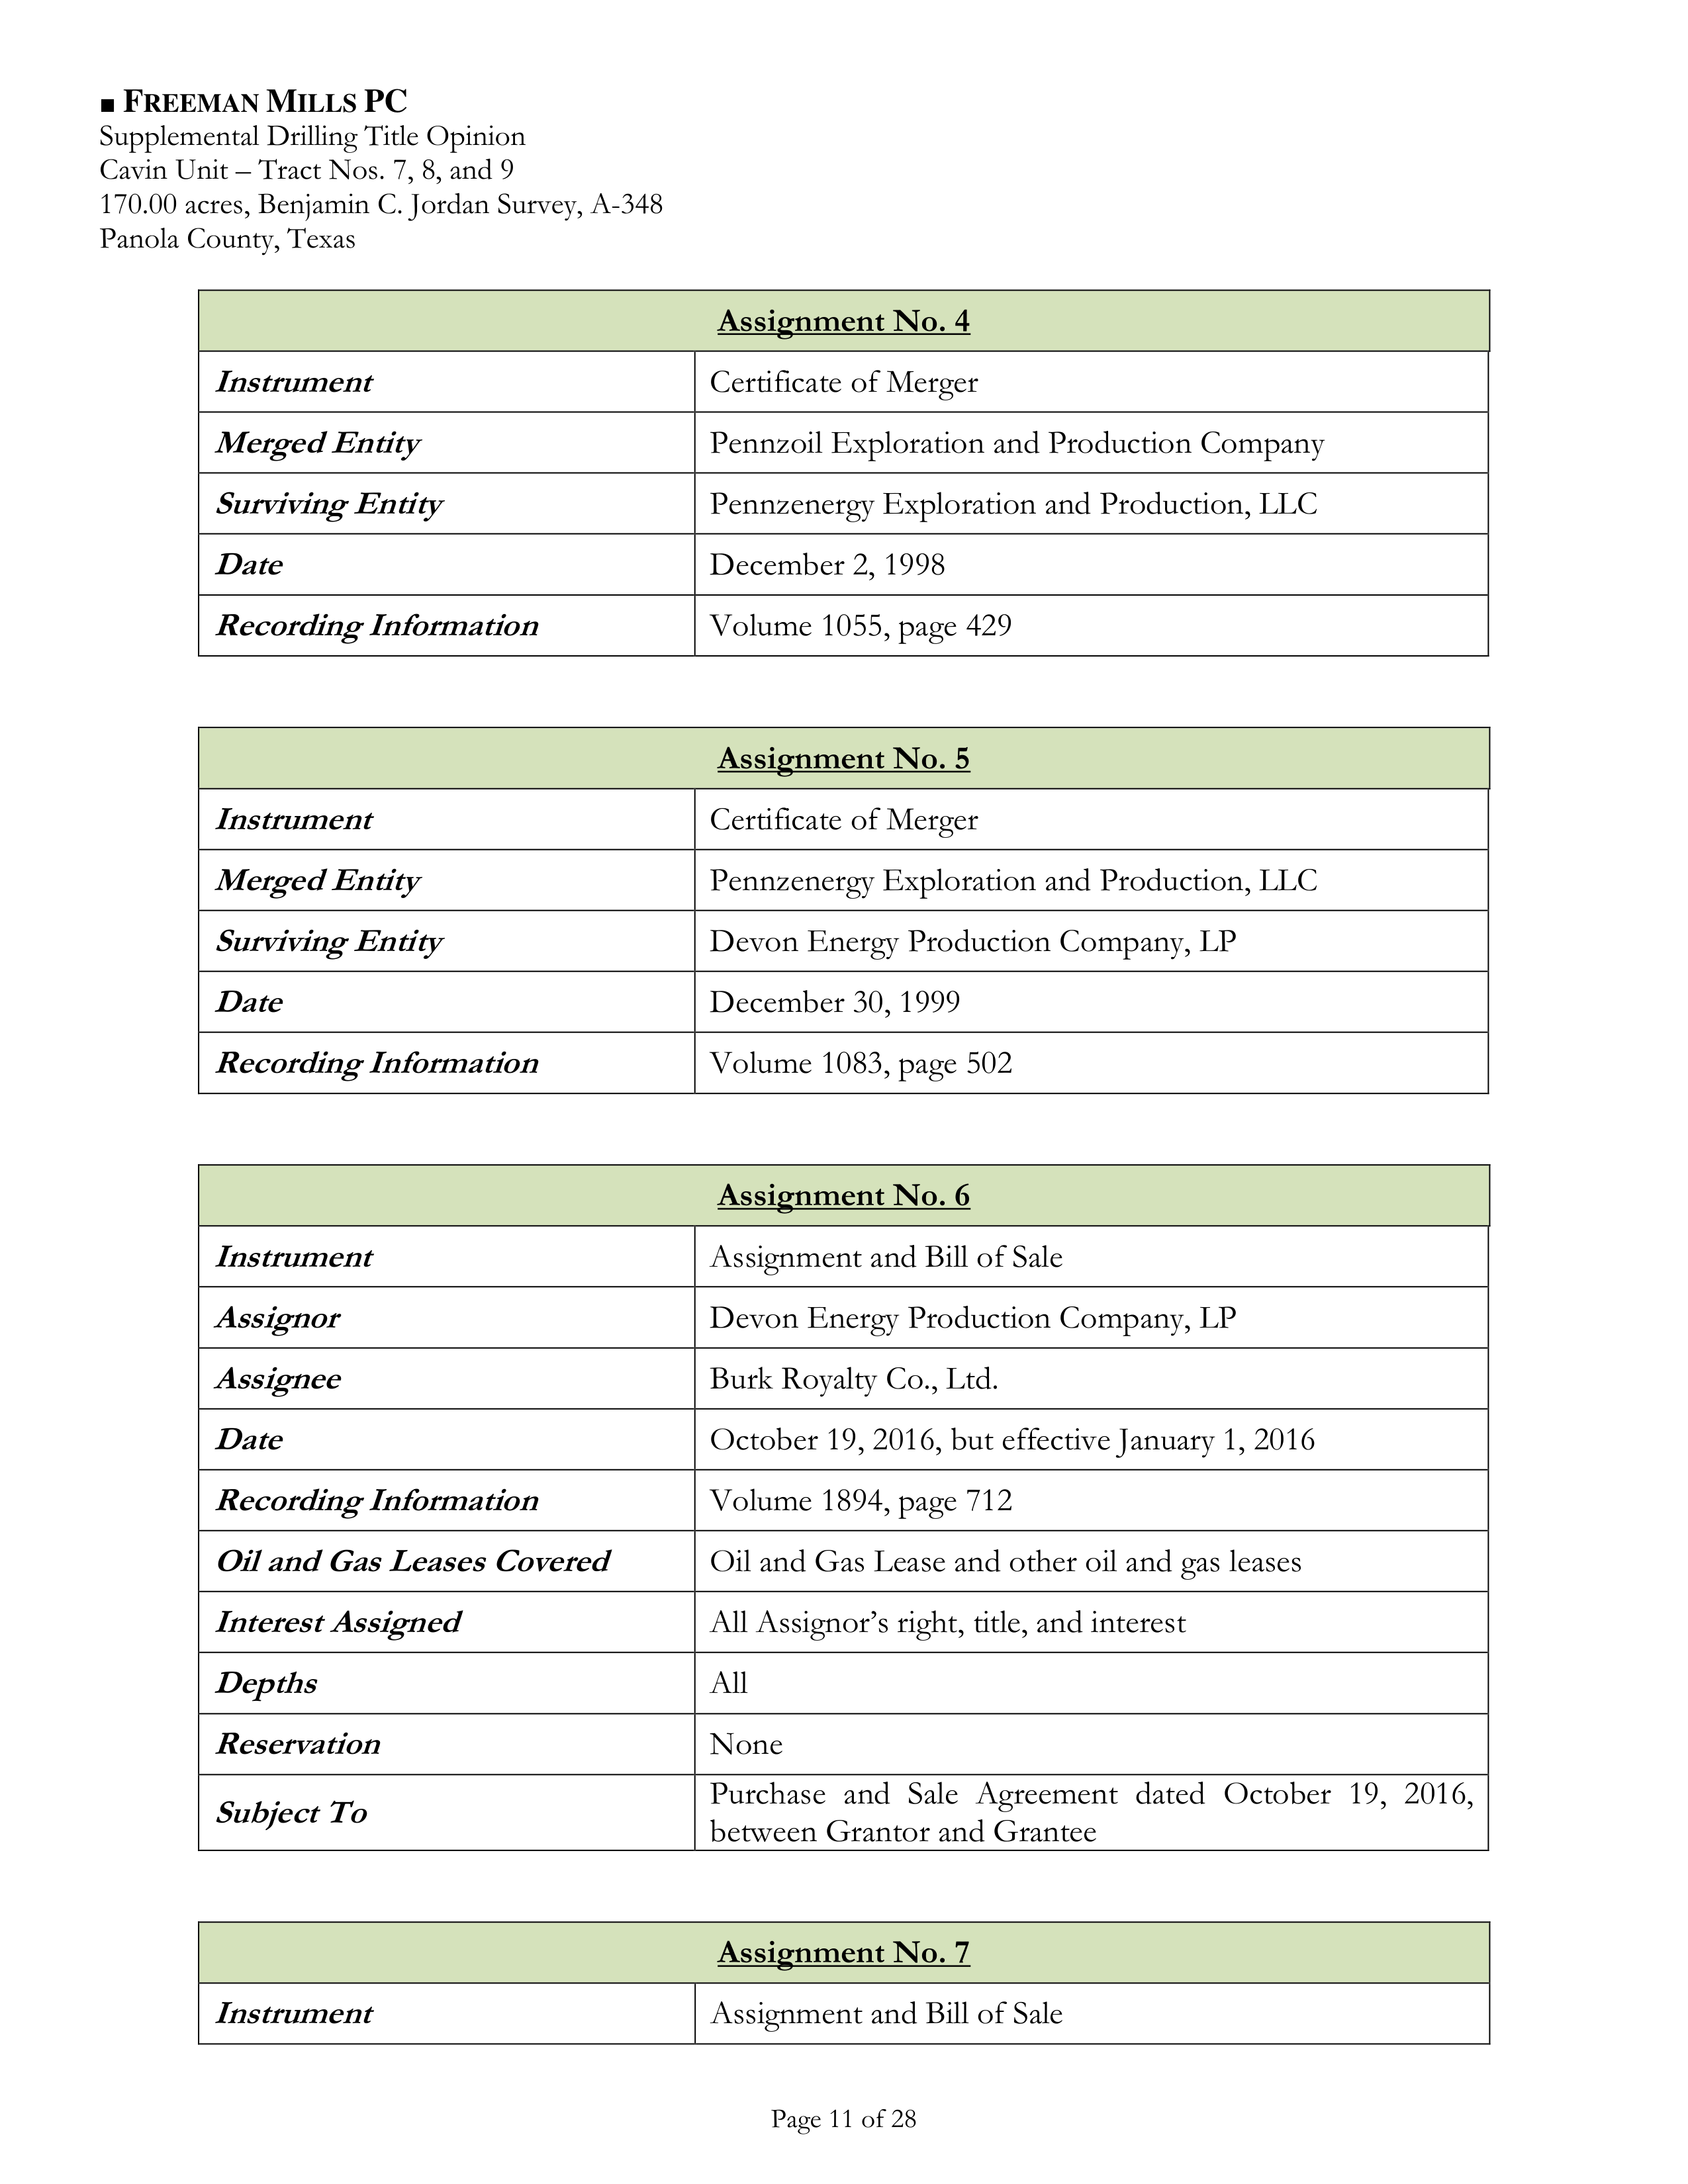 ■ FREEMAN MILLS PC
Supplemental Drilling Title Opinion
Cavin Unit – Tract Nos. 7, 8, and 9
170.00 acres, Benjamin C. Jordan Survey, A-348
Panola County, Texas
Assignment No. 4
Instrument Certificate of Merger
Merged Entity Pennzoil Exploration and Production Company
Surviving Entity Pennzenergy Exploration and Production, LLC
Date December 2, 1998
Recording Information Volume 1055, page 429
Assignment No. 5
Instrument Certificate of Merger
Merged Entity Pennzenergy Exploration and Production, LLC
Surviving Entity Devon Energy Production Company, LP
Date December 30, 1999
Recording Information Volume 1083, page 502
Assignment No. 6
Instrument Assignment and Bill of Sale
Assignor Devon Energy Production Company, LP
Assignee Burk Royalty Co., Ltd.
Date October 19, 2016, but effective January 1, 2016
Recording Information Volume 1894, page 712
Oil and Gas Leases Covered Oil and Gas Lease and other oil and gas leases
Interest Assigned All Assignor’s right, title, and interest
Depths All
Reservation None
Subject To Purchase and Sale Agreement dated October 19, 2016,
between Grantor and Grantee
Assignment No. 7
Instrument Assignment and Bill of Sale
Page 11 of 28